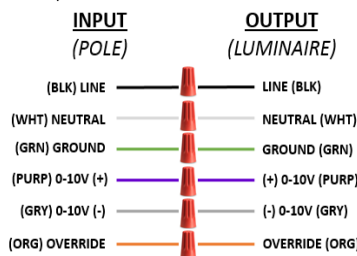 INPUT OUTPUT
(POLE) (LUMINAIRE)
(BLK) LINE LINE (BLK)
(WHT) NEUTRAL NEUTRAL (WHT)
(GRN) GROUND GROUND (GRN)
(PURP) 0-10V (+) (+) 0-10V (PURP)
(GRY) 0-10V (-) (-) 0-10V (GRY)
(ORG) OVERRIDE OVERRIDE (ORG)